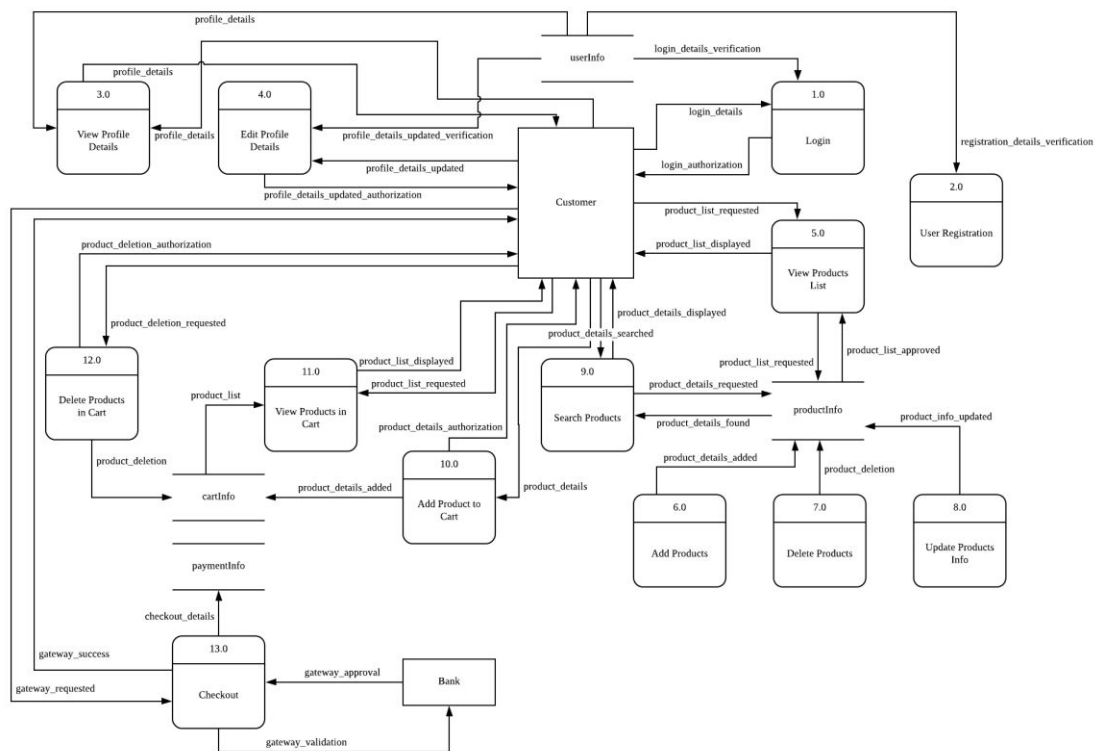 profile_details
userInfo
login_details_verification
profile_details
3.0
View Profile
Details
4.0
Edit Profile
Details
profile_details
profile_details_updated_verification
login_details
1.0
Login
login_authorization
registration_details_verification
profile_details_updated
profile_details_updated_authorization
Customer
2.0
User Registration
product_list_requested
5.0
View Products
List
product_list_displayed
product_deletion_authorization
product_deletion_requested
product_details_displayed
product_details_searched
product_list_requested
product_list_approved
12.0
Delete Products
in Cart
product_list_displayed
11.0
View Products in
Cart
product_list_requested
9.0
Search Products
product_details_requested
productInfo
product_details_found
product_info_updated
product_list
product_details_authorization
product_deletion
product_details_added
product_deletion
cartInfo
product_details_added
10.0
Add Product to
Cart
product_details
6.0
Add Products
7.0
Delete Products
8.0
Update Products
Info
paymentInfo
checkout_details
13.0
Checkout
gateway_success
gateway_requested
gateway_approval
Bank
gateway_validation